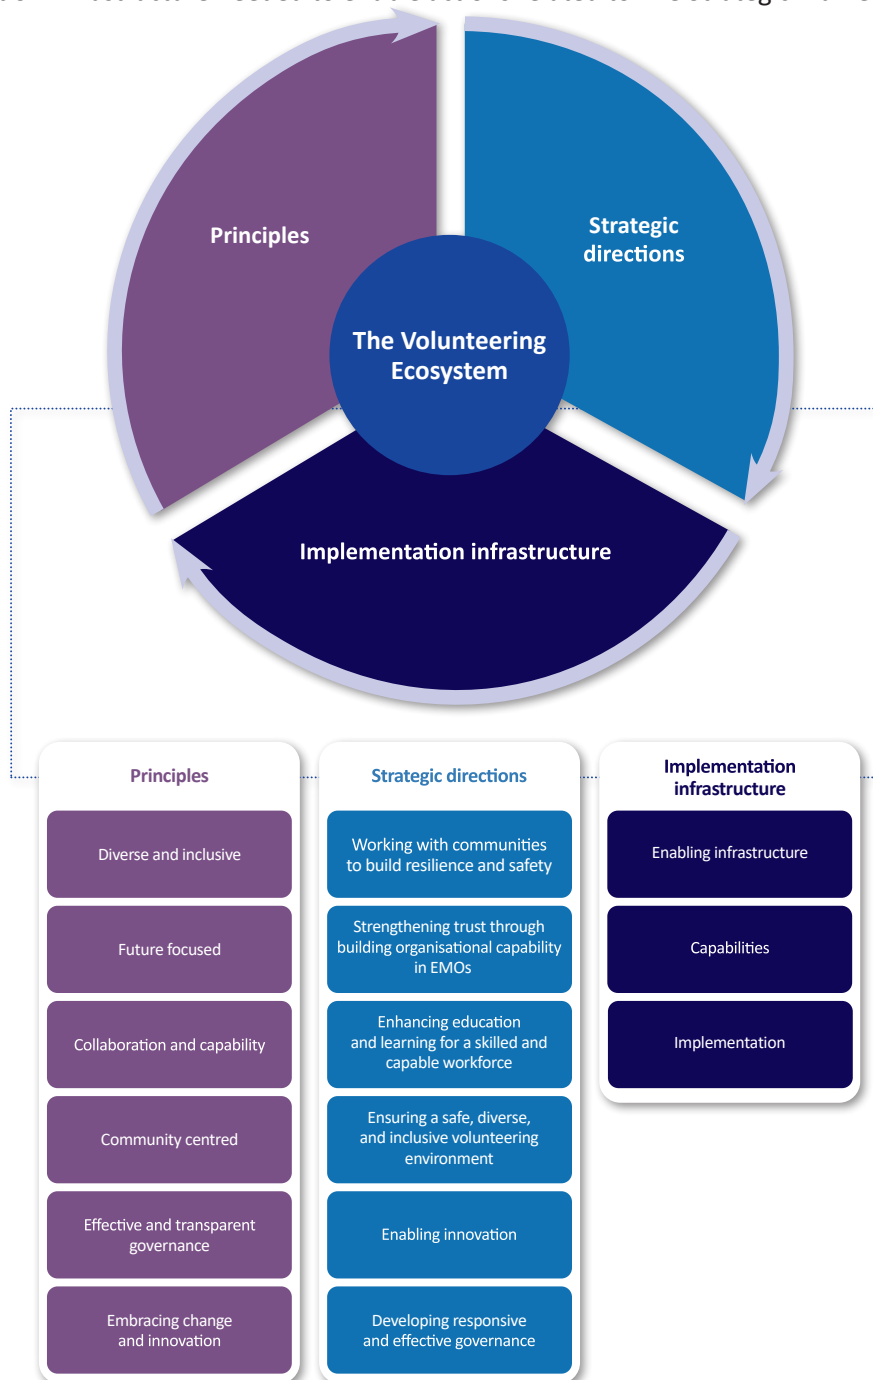 Principles
Strategic
directions
The Volunteering
Ecosystem
Implementation infrastructure
Principles
Diverse and inclusive
Future focused
Collaboration and capability
Community centred
Effective and transparent
governance
Embracing change
and innovation
Strategic directions
Working with communities
to build resilience and safety
Strengthening trust through
building organisational capability
in EMOs
Enhancing education
and learning for a skilled and
capable workforce
Ensuring a safe, diverse,
and inclusive volunteering
environment
Enabling innovation
Developing responsive
and effective governance
Implementation
infrastructure
Enabling infrastructure
Capabilities
Implementation